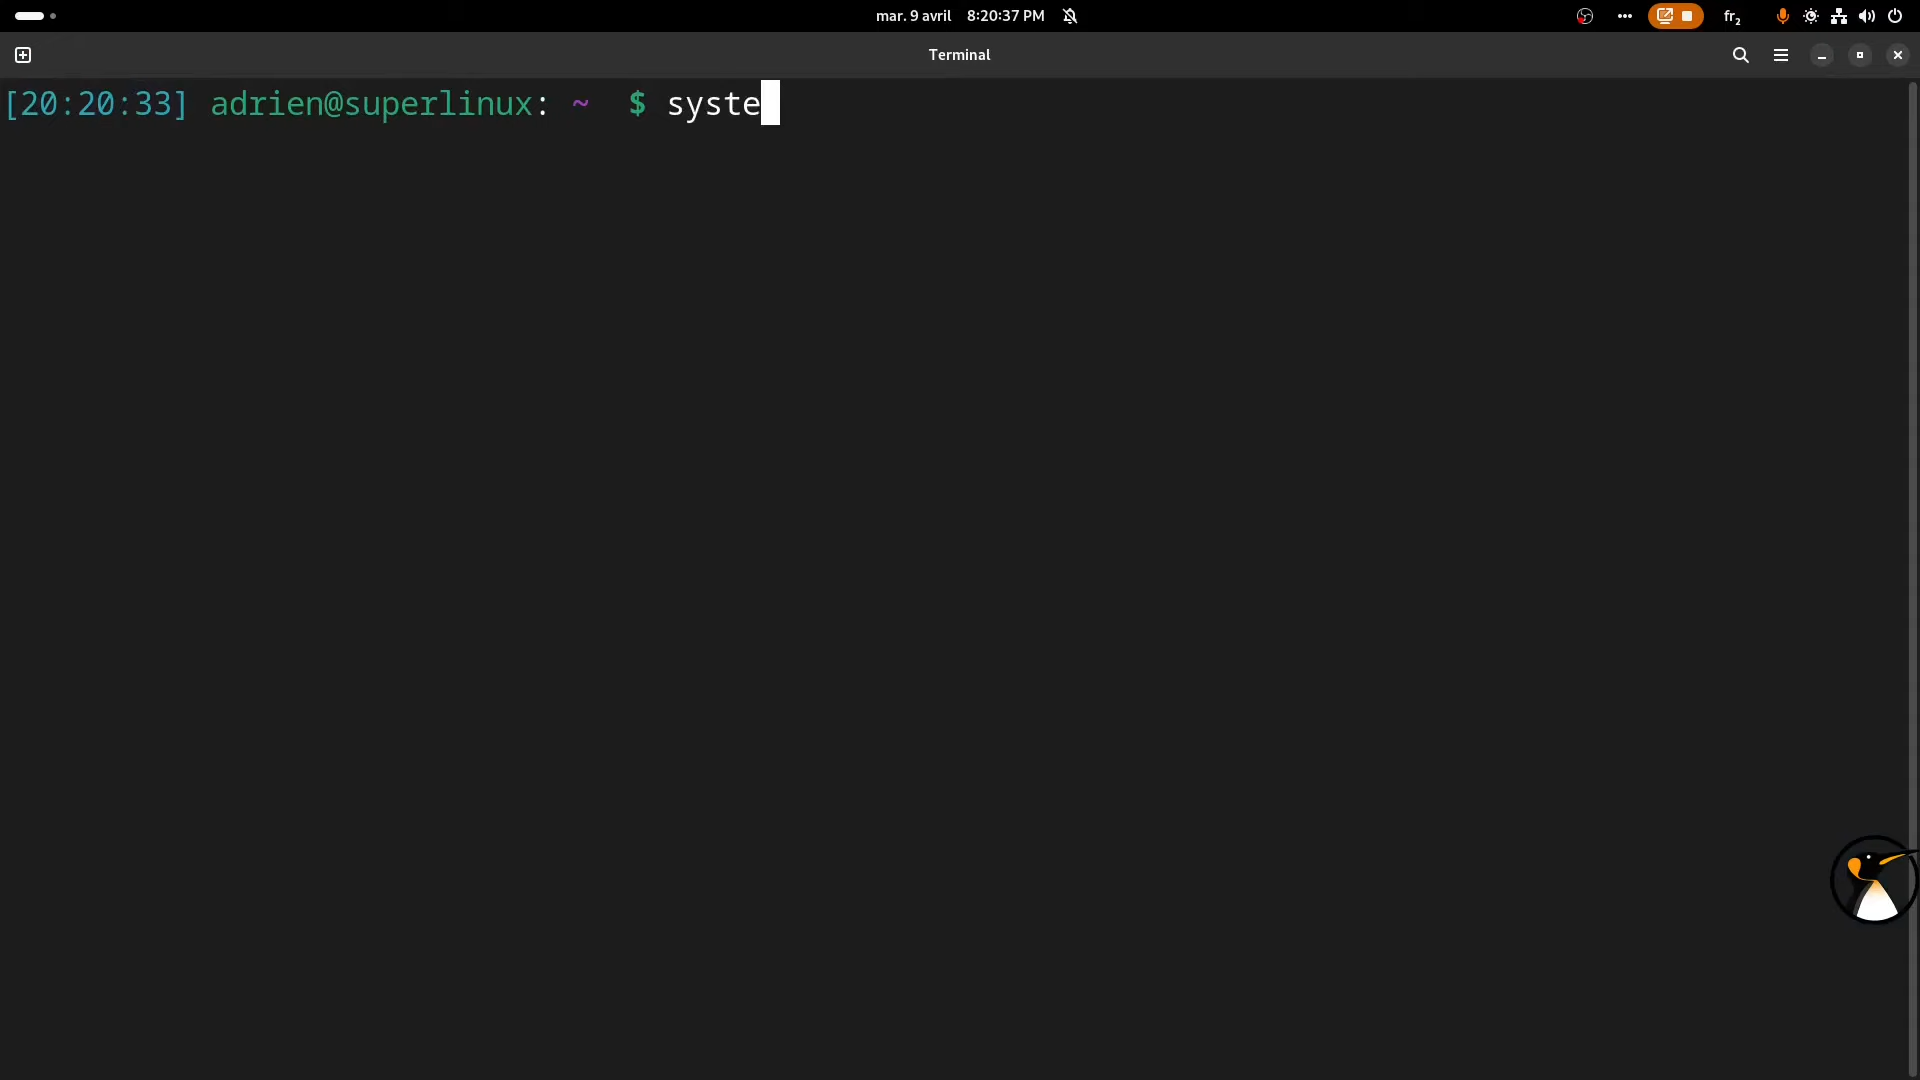 mar. 9 avril 8:20:37 PM
fr₂
Terminal
[20:20:33] adrien@superlinux: ~ $ syste